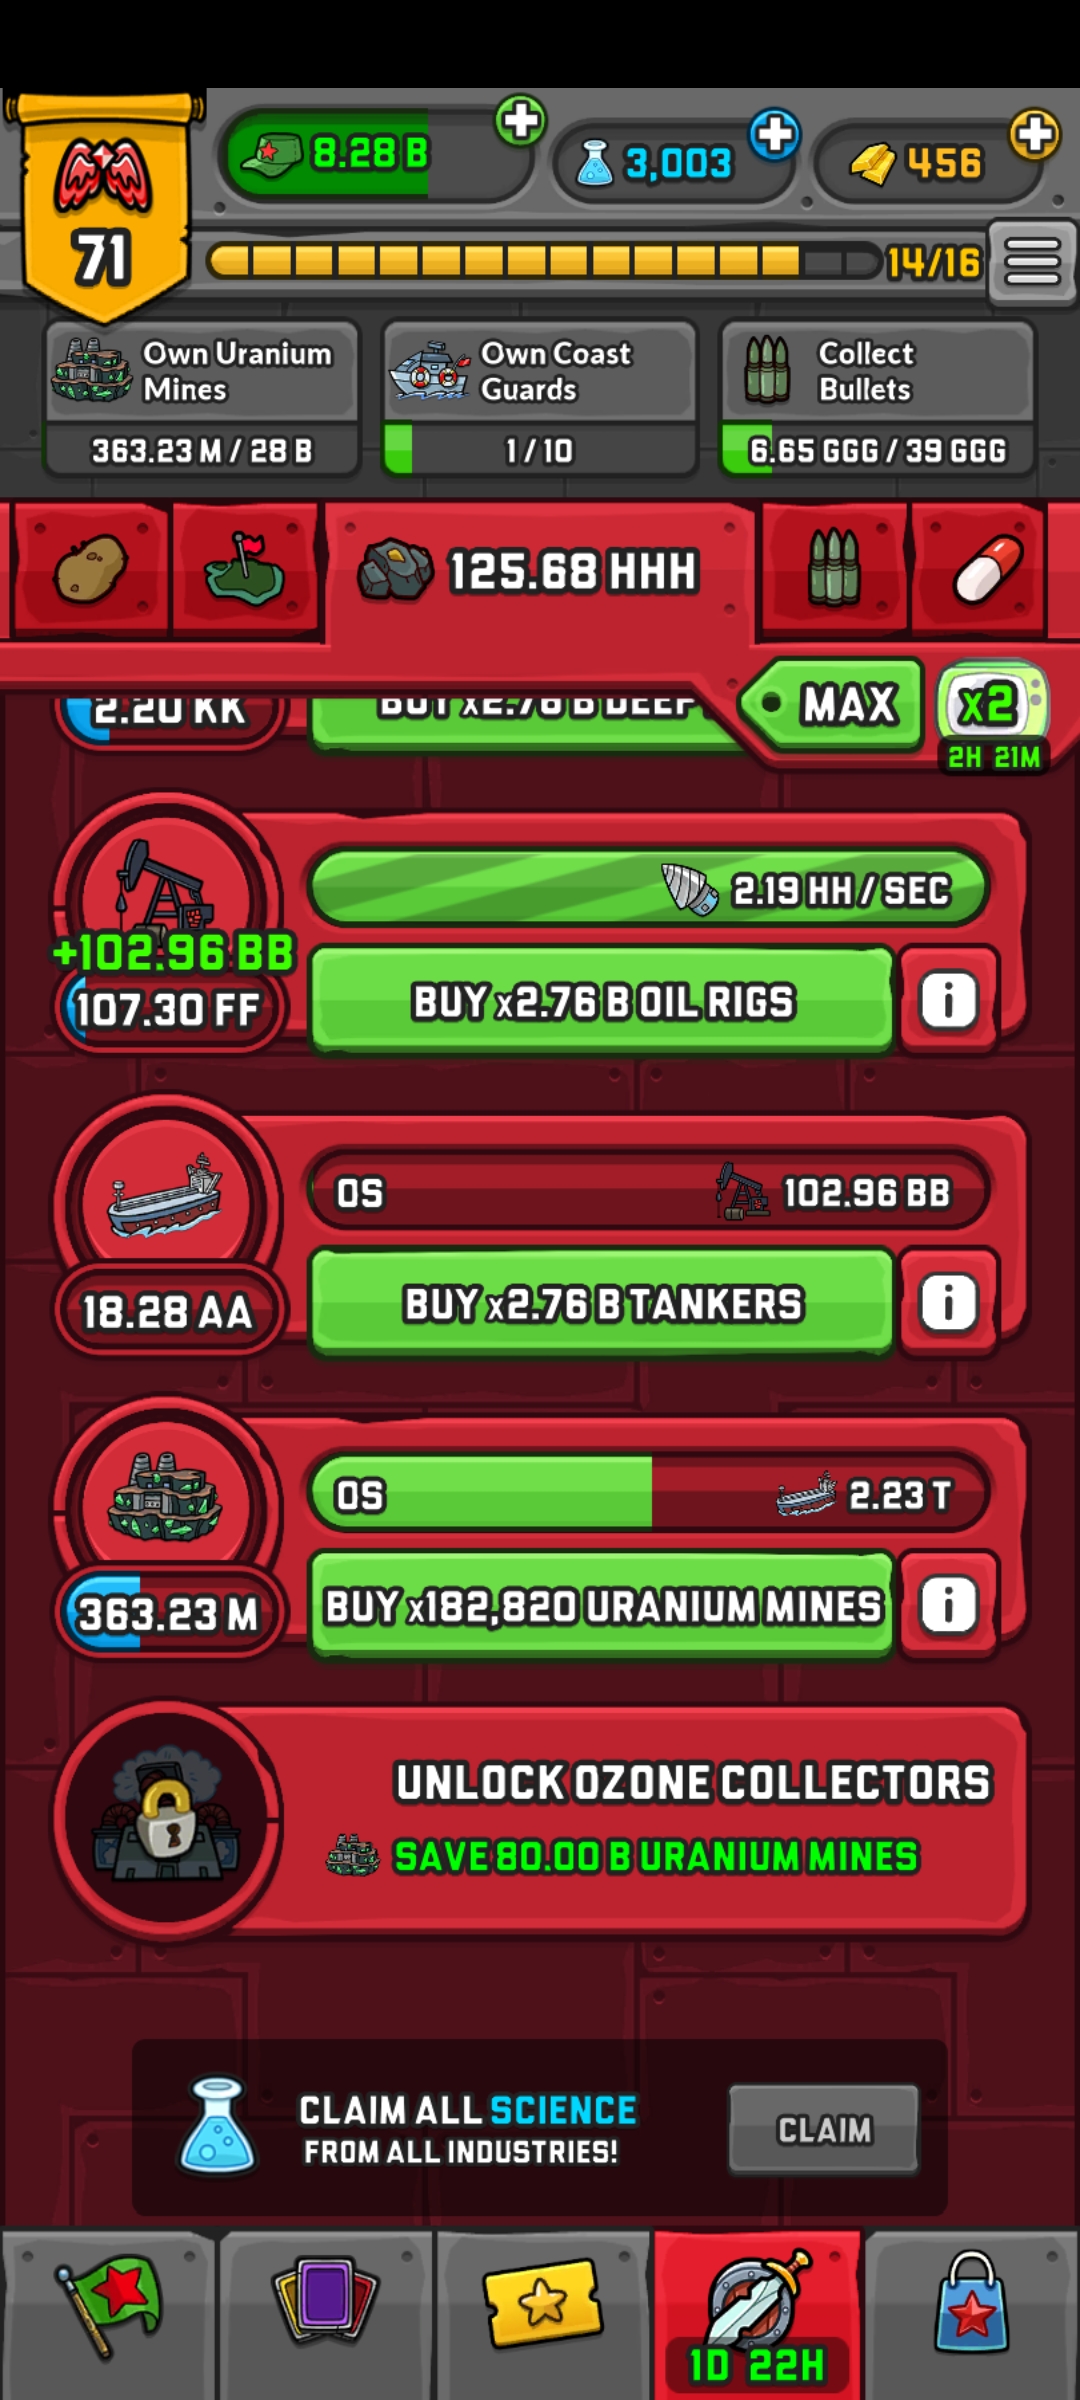 8.28 B
3,003
456
71
14/16
Own Uranium
Mines
363.23 M / 28 B
Own Coast
Guards
1 / 10
Collect
Bullets
6.65 GGG / 39 GGG
125.68 HHH
MAX
x2
2H 21M
2.20 KK
BUY x2.76 B DEEP
2.19 HH / SEC
+102.96 BB
107.30 FF
BUY x2.76 B OIL RIGS
i
0S
102.96 BB
18.28 AA
BUY x2.76 B TANKERS
i
0S
2.23 T
363.23 M
BUY x182,820 URANIUM MINES
i
UNLOCK OZONE COLLECTORS
SAVE 80.00 B URANIUM MINES
CLAIM ALL SCIENCE
FROM ALL INDUSTRIES!
CLAIM
1D 22H